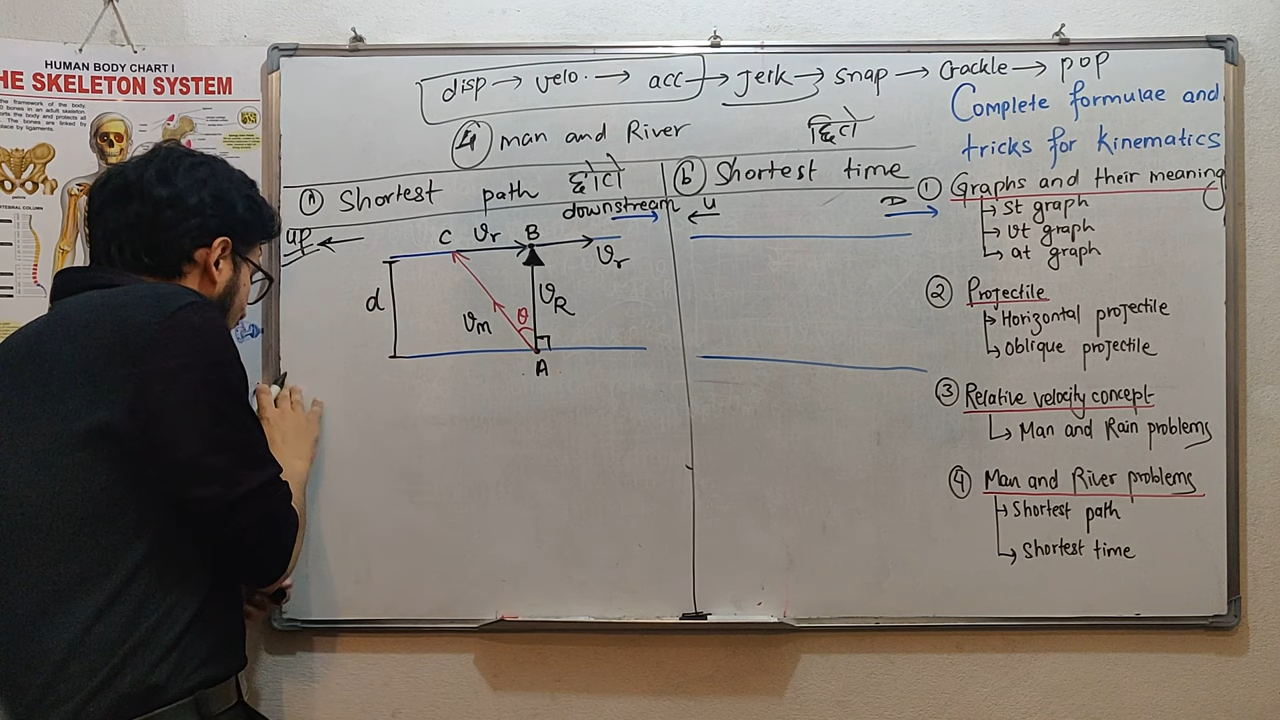 HUMAN BODY CHART I
HE SKELETON SYSTEM
disp → velo. → acc → Jerk → Snap → Crackle → pop
④ man and River
Complete formulae and
tricks for Kinematics
Ⓐ Shortest path
ⓑ Shortest time
up ←
downstream
← U
D →
C
vr
B
vr
d
vm
θ
vR
A
① Graphs and their meaning
↳ St graph
↳ vt graph
↳ at graph
② Projectile
↳ Horizontal projectile
↳ Oblique projectile
③ Relative velocity concept
↳ Man and Rain problems
④ Man and River problems
↳ Shortest path
↳ Shortest time